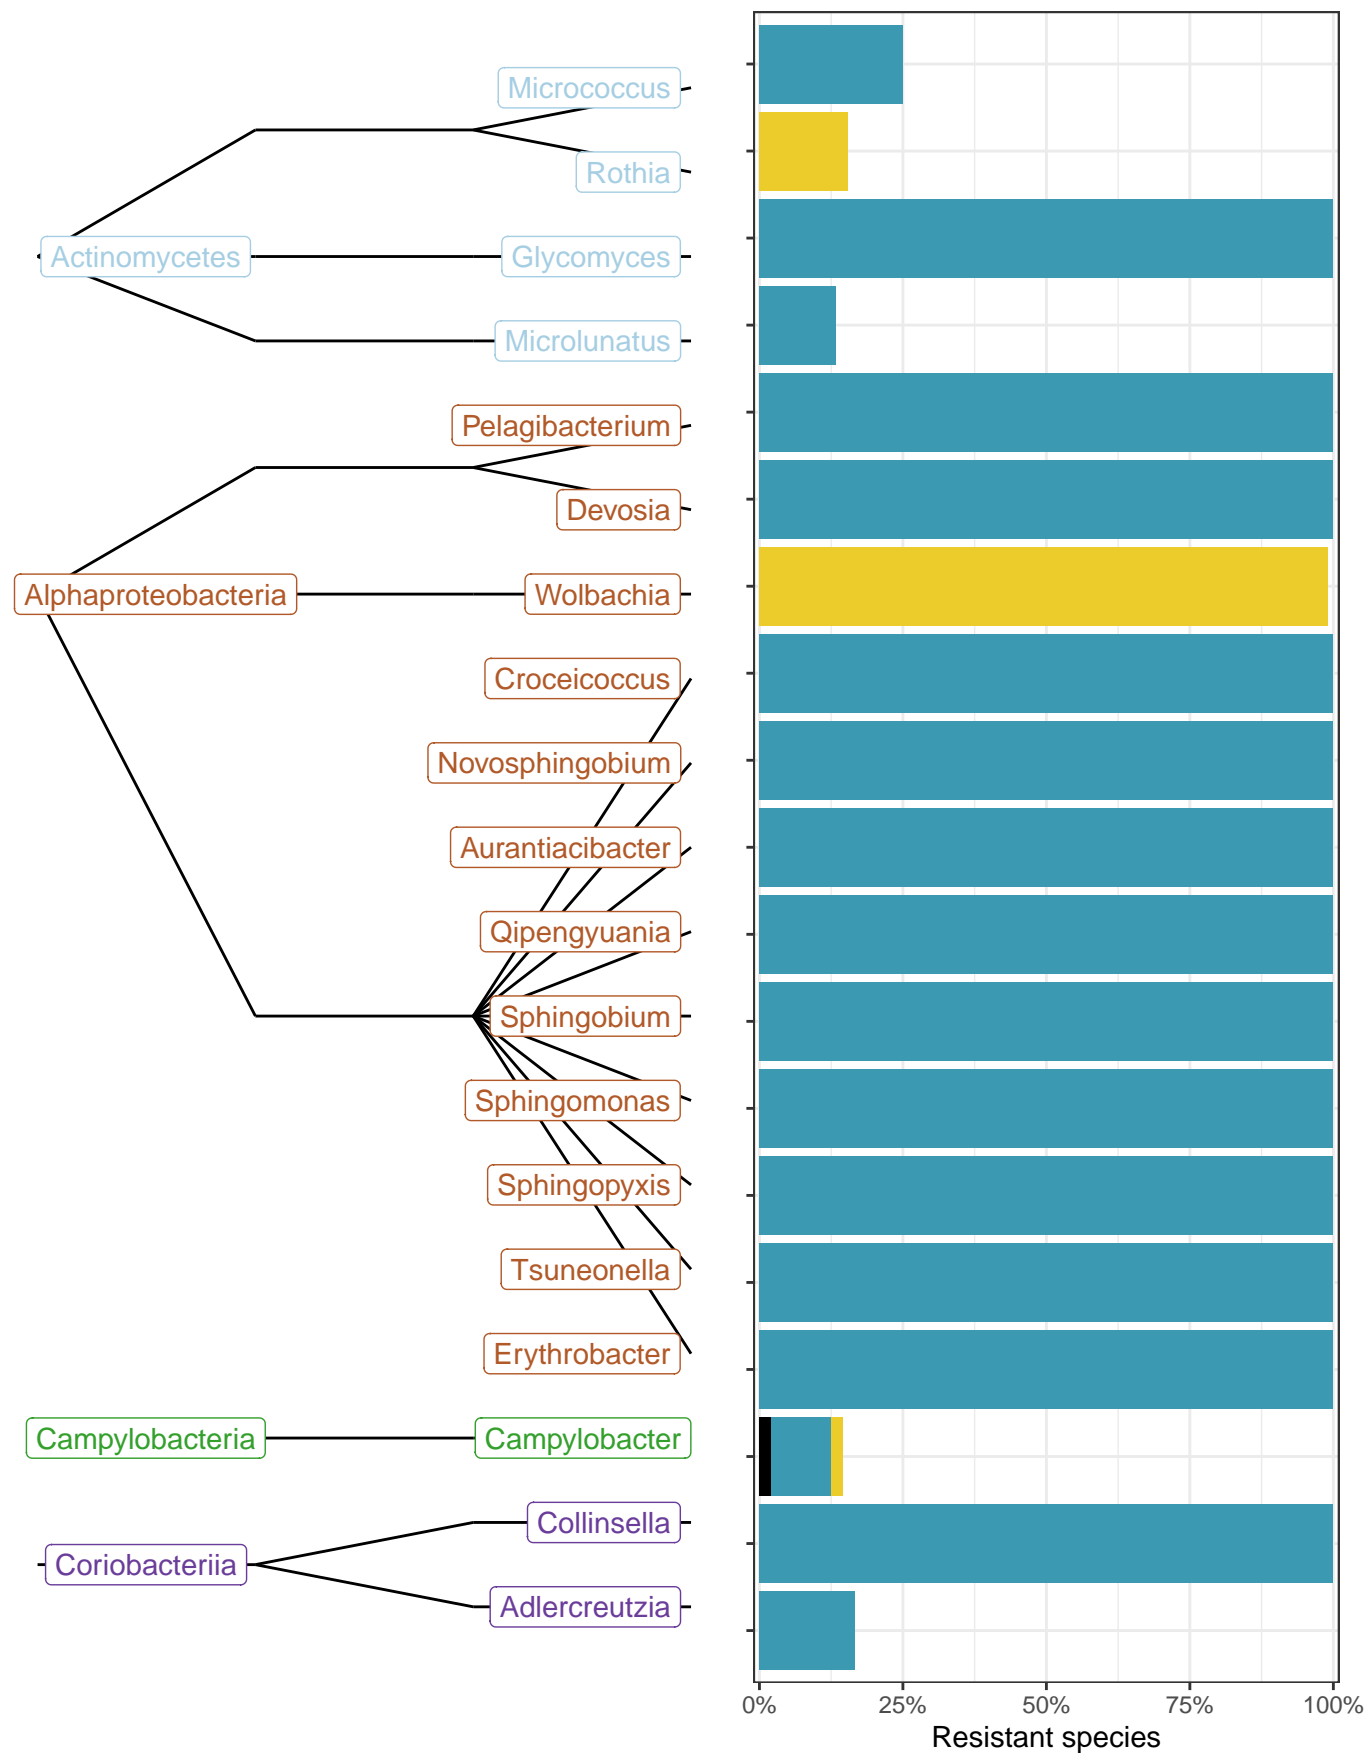 Micrococcus
Rothia
Actinomycetes
Glycomyces
Microlunatus
Pelagibacterium
Devosia
Alphaproteobacteria
Wolbachia
Croceicoccus
Novosphingobium
Aurantiacibacter
Qipengyuania
Sphingobium
Sphingomonas
Sphingopyxis
Tsuneonella
Erythrobacter
Campylobacteria
Campylobacter
Collinsella
Coriobacteriia
Adlercreutzia
0% 25% 50% 75% 100%
Resistant species